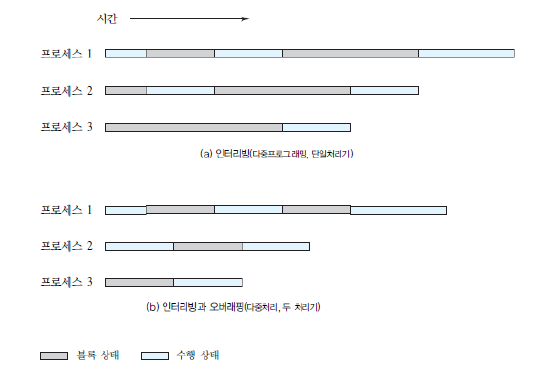 시간
프로세스 1
프로세스 2
프로세스 3
(a) 인터리빙(다중프로그래밍, 단일처리기)
프로세스 1
프로세스 2
프로세스 3
(b) 인터리빙과 오버래핑(다중처리, 두 처리기)
블록 상태 수행 상태